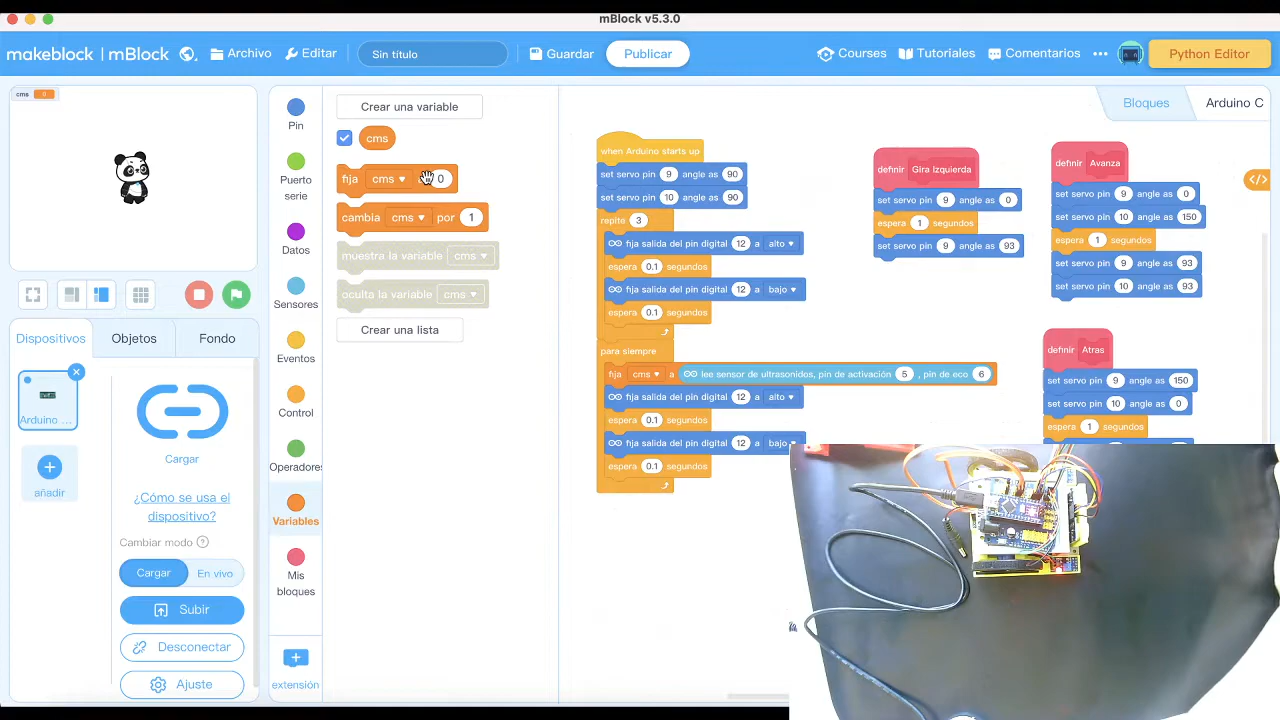 mBlock v5.3.0
makeblock | mBlock
Archivo
Editar
Sin título
Guardar
Publicar
Courses
Tutoriales
Comentarios
Python Editor
cms 0
Dispositivos
Objetos
Fondo
Arduino ...
añadir
Cargar
¿Cómo se usa el
dispositivo?
Cambiar modo
Cargar
En vivo
Subir
Desconectar
Ajuste
Pin
Puerto
serie
Datos
Sensores
Eventos
Control
Operadores
Variables
Mis
bloques
extensión
Crear una variable
cms
fija cms a 0
cambia cms por 1
muestra la variable cms
oculta la variable cms
Crear una lista
Bloques
Arduino C
when Arduino starts up
set servo pin 9 angle as 90
set servo pin 10 angle as 90
repite 3
fija salida del pin digital 12 a alto
espera 0.1 segundos
fija salida del pin digital 12 a bajo
espera 0.1 segundos
para siempre
fija cms a lee sensor de ultrasonidos, pin de activación 5 , pin de eco 6
fija salida del pin digital 12 a alto
espera 0.1 segundos
fija salida del pin digital 12 a bajo
espera 0.1 segundos
definir Gira Izquierda
set servo pin 9 angle as 0
espera 1 segundos
set servo pin 9 angle as 93
definir Avanza
set servo pin 9 angle as 0
set servo pin 10 angle as 150
espera 1 segundos
set servo pin 9 angle as 93
set servo pin 10 angle as 93
definir Atras
set servo pin 9 angle as 150
set servo pin 10 angle as 0
espera 1 segundos